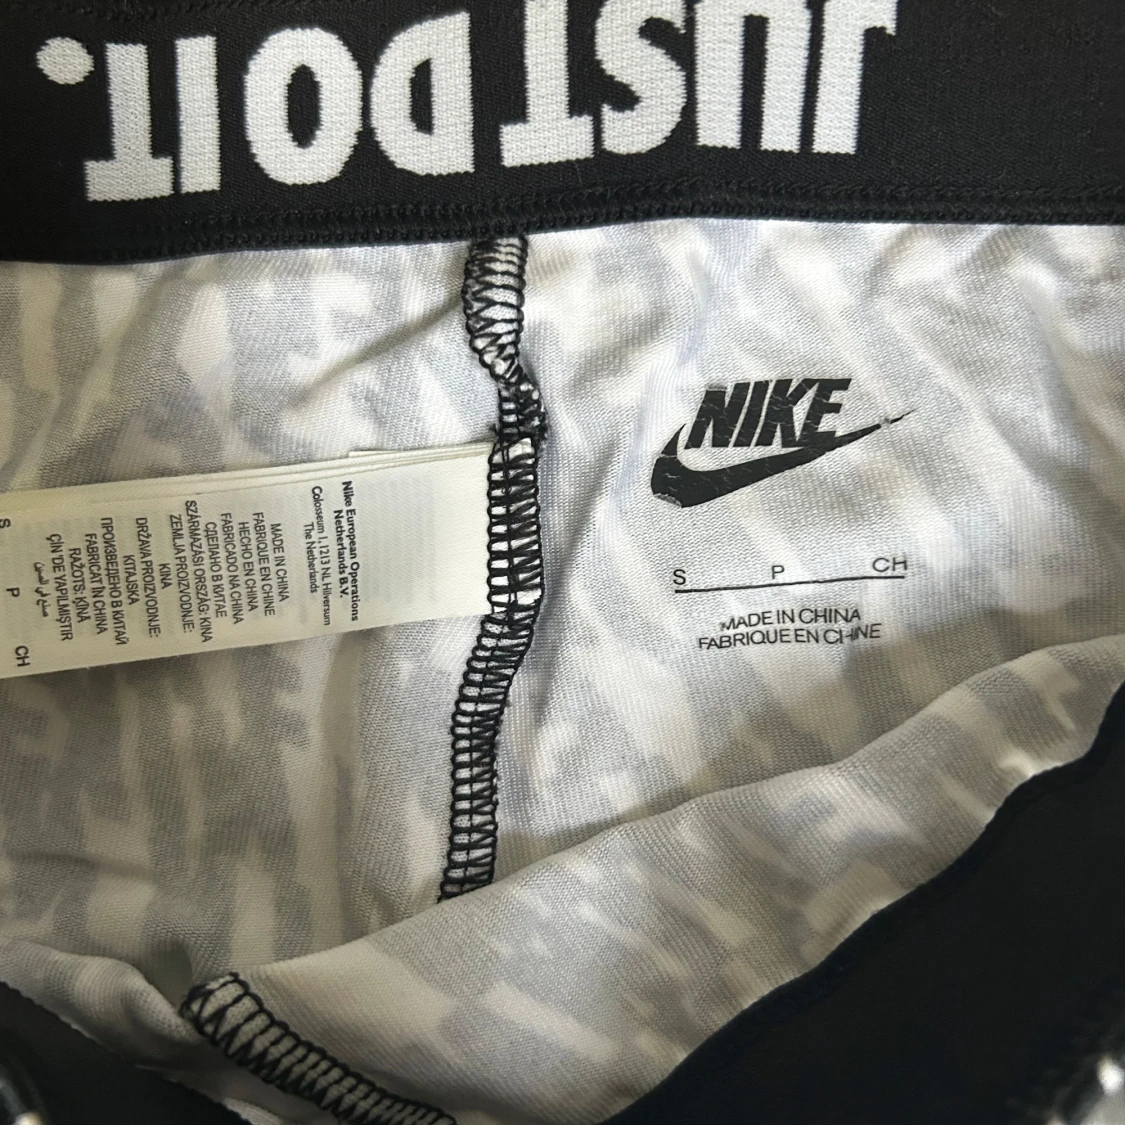 JUST DO IT.
NIKE
S P CH
MADE IN CHINA
FABRIQUE EN CHINE
Nike European Operations
Netherlands B.V.
Colosseum 1, 1213 NL Hilversum
The Netherlands
MADE IN CHINA
FABRIQUE EN CHINE
HECHO EN CHINA
FABRICADO NA CHINA
СДЕЛАНО В КИТАЕ
SZÁRMAZÁSI ORSZÁG: KÍNA
ZEMLJA PROIZVODNJE:
KINA
DRŽAVA PROIZVODNJE:
KITAJSKA
ПРОИЗВЕДЕНО В КИТАЙ
FABRICAT ÎN CHINA
RAŽOTS: ĶĪNĀ
ÇİN 'DE YAPILMIŞTIR
صنع في الصين
S P CH